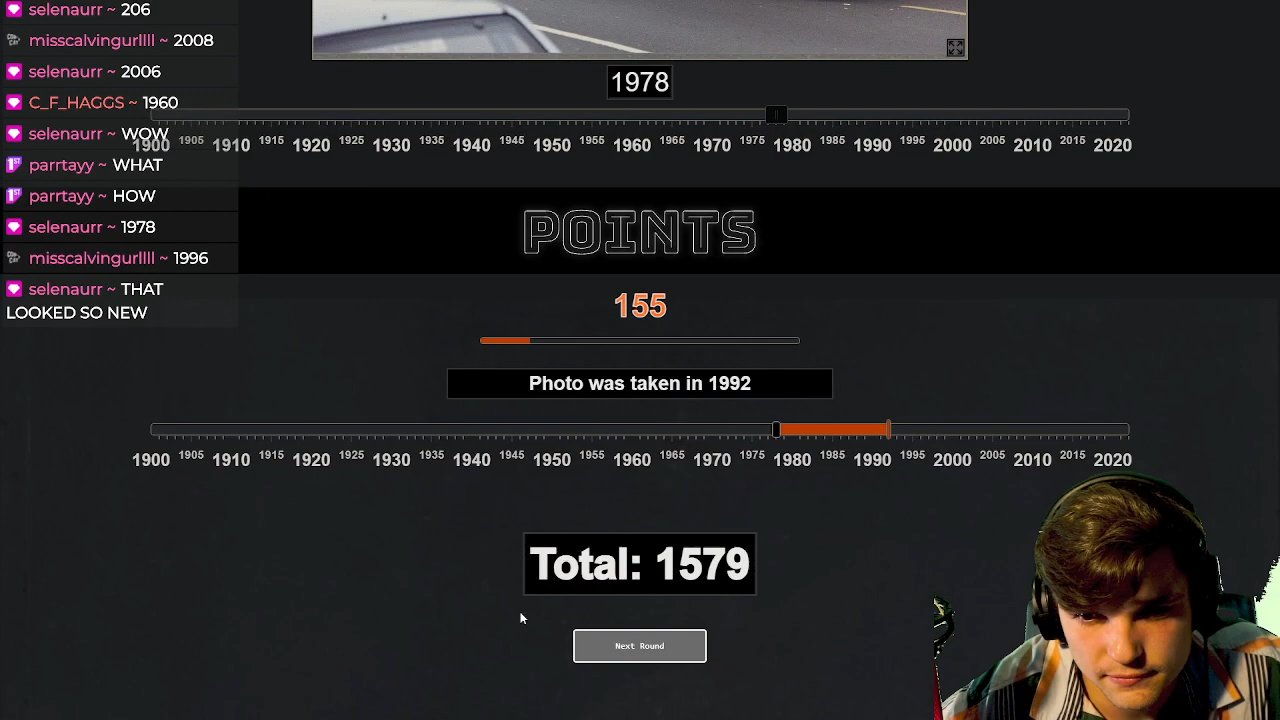 selenaurr ~ 206
misscalvingurllll ~ 2008
selenaurr ~ 2006
C_F_HAGGS ~ 1960
selenaurr ~ WOW
parrtayy ~ WHAT
parrtayy ~ HOW
selenaurr ~ 1978
misscalvingurllll ~ 1996
selenaurr ~ THAT
LOOKED SO NEW
1978
1900 1905 1910 1915 1920 1925 1930 1935 1940 1945 1950 1955 1960 1965 1970 1975 1980 1985 1990 1995 2000 2005 2010 2015 2020
POINTS
155
Photo was taken in 1992
1900 1905 1910 1915 1920 1925 1930 1935 1940 1945 1950 1955 1960 1965 1970 1975 1980 1985 1990 1995 2000 2005 2010 2015 2020
Total: 1579
Next Round